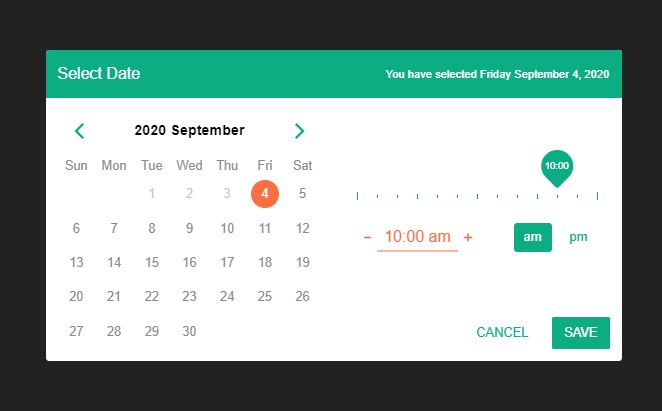 Select Date
You have selected Friday September 4, 2020
2020 September
Sun Mon Tue Wed Thu Fri Sat
1 2 3 4 5
6 7 8 9 10 11 12
13 14 15 16 17 18 19
20 21 22 23 24 25 26
27 28 29 30
10:00
- 10:00 am +
am pm
CANCEL SAVE